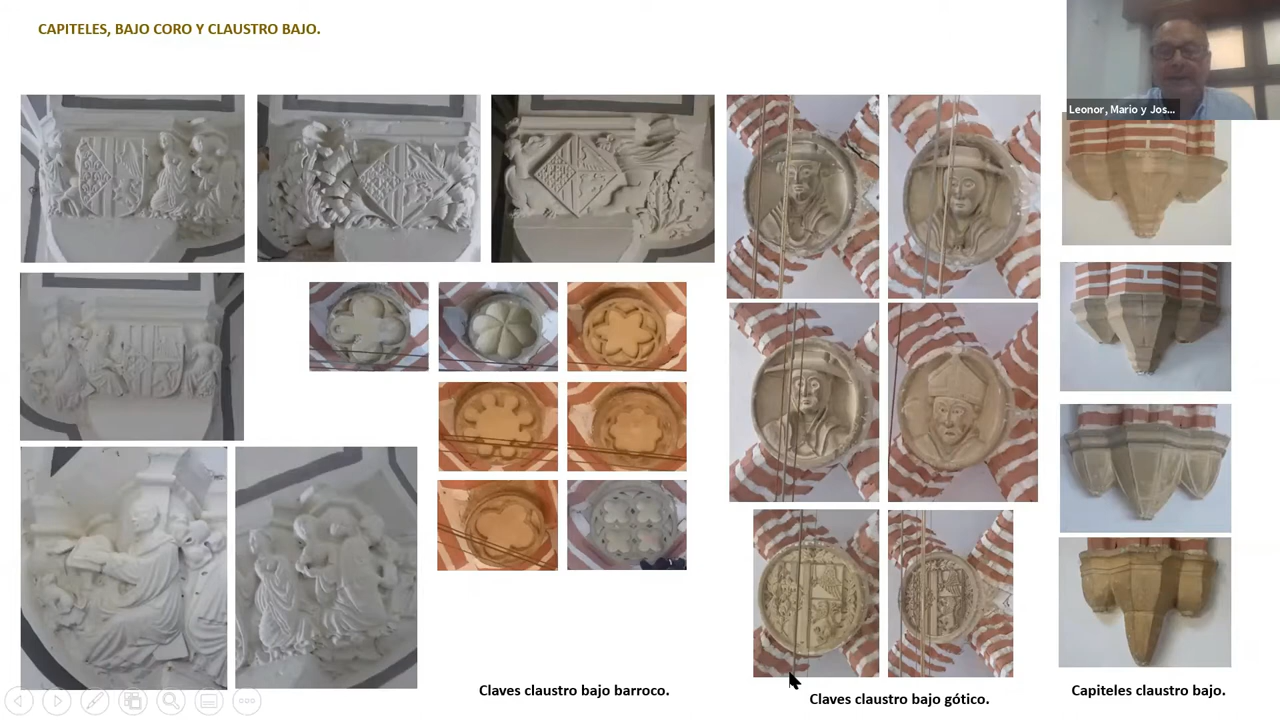 CAPITELES, BAJO CORO Y CLAUSTRO BAJO.
Leonor, Mario y Jos...
Claves claustro bajo barroco.
Claves claustro bajo gótico.
Capiteles claustro bajo.